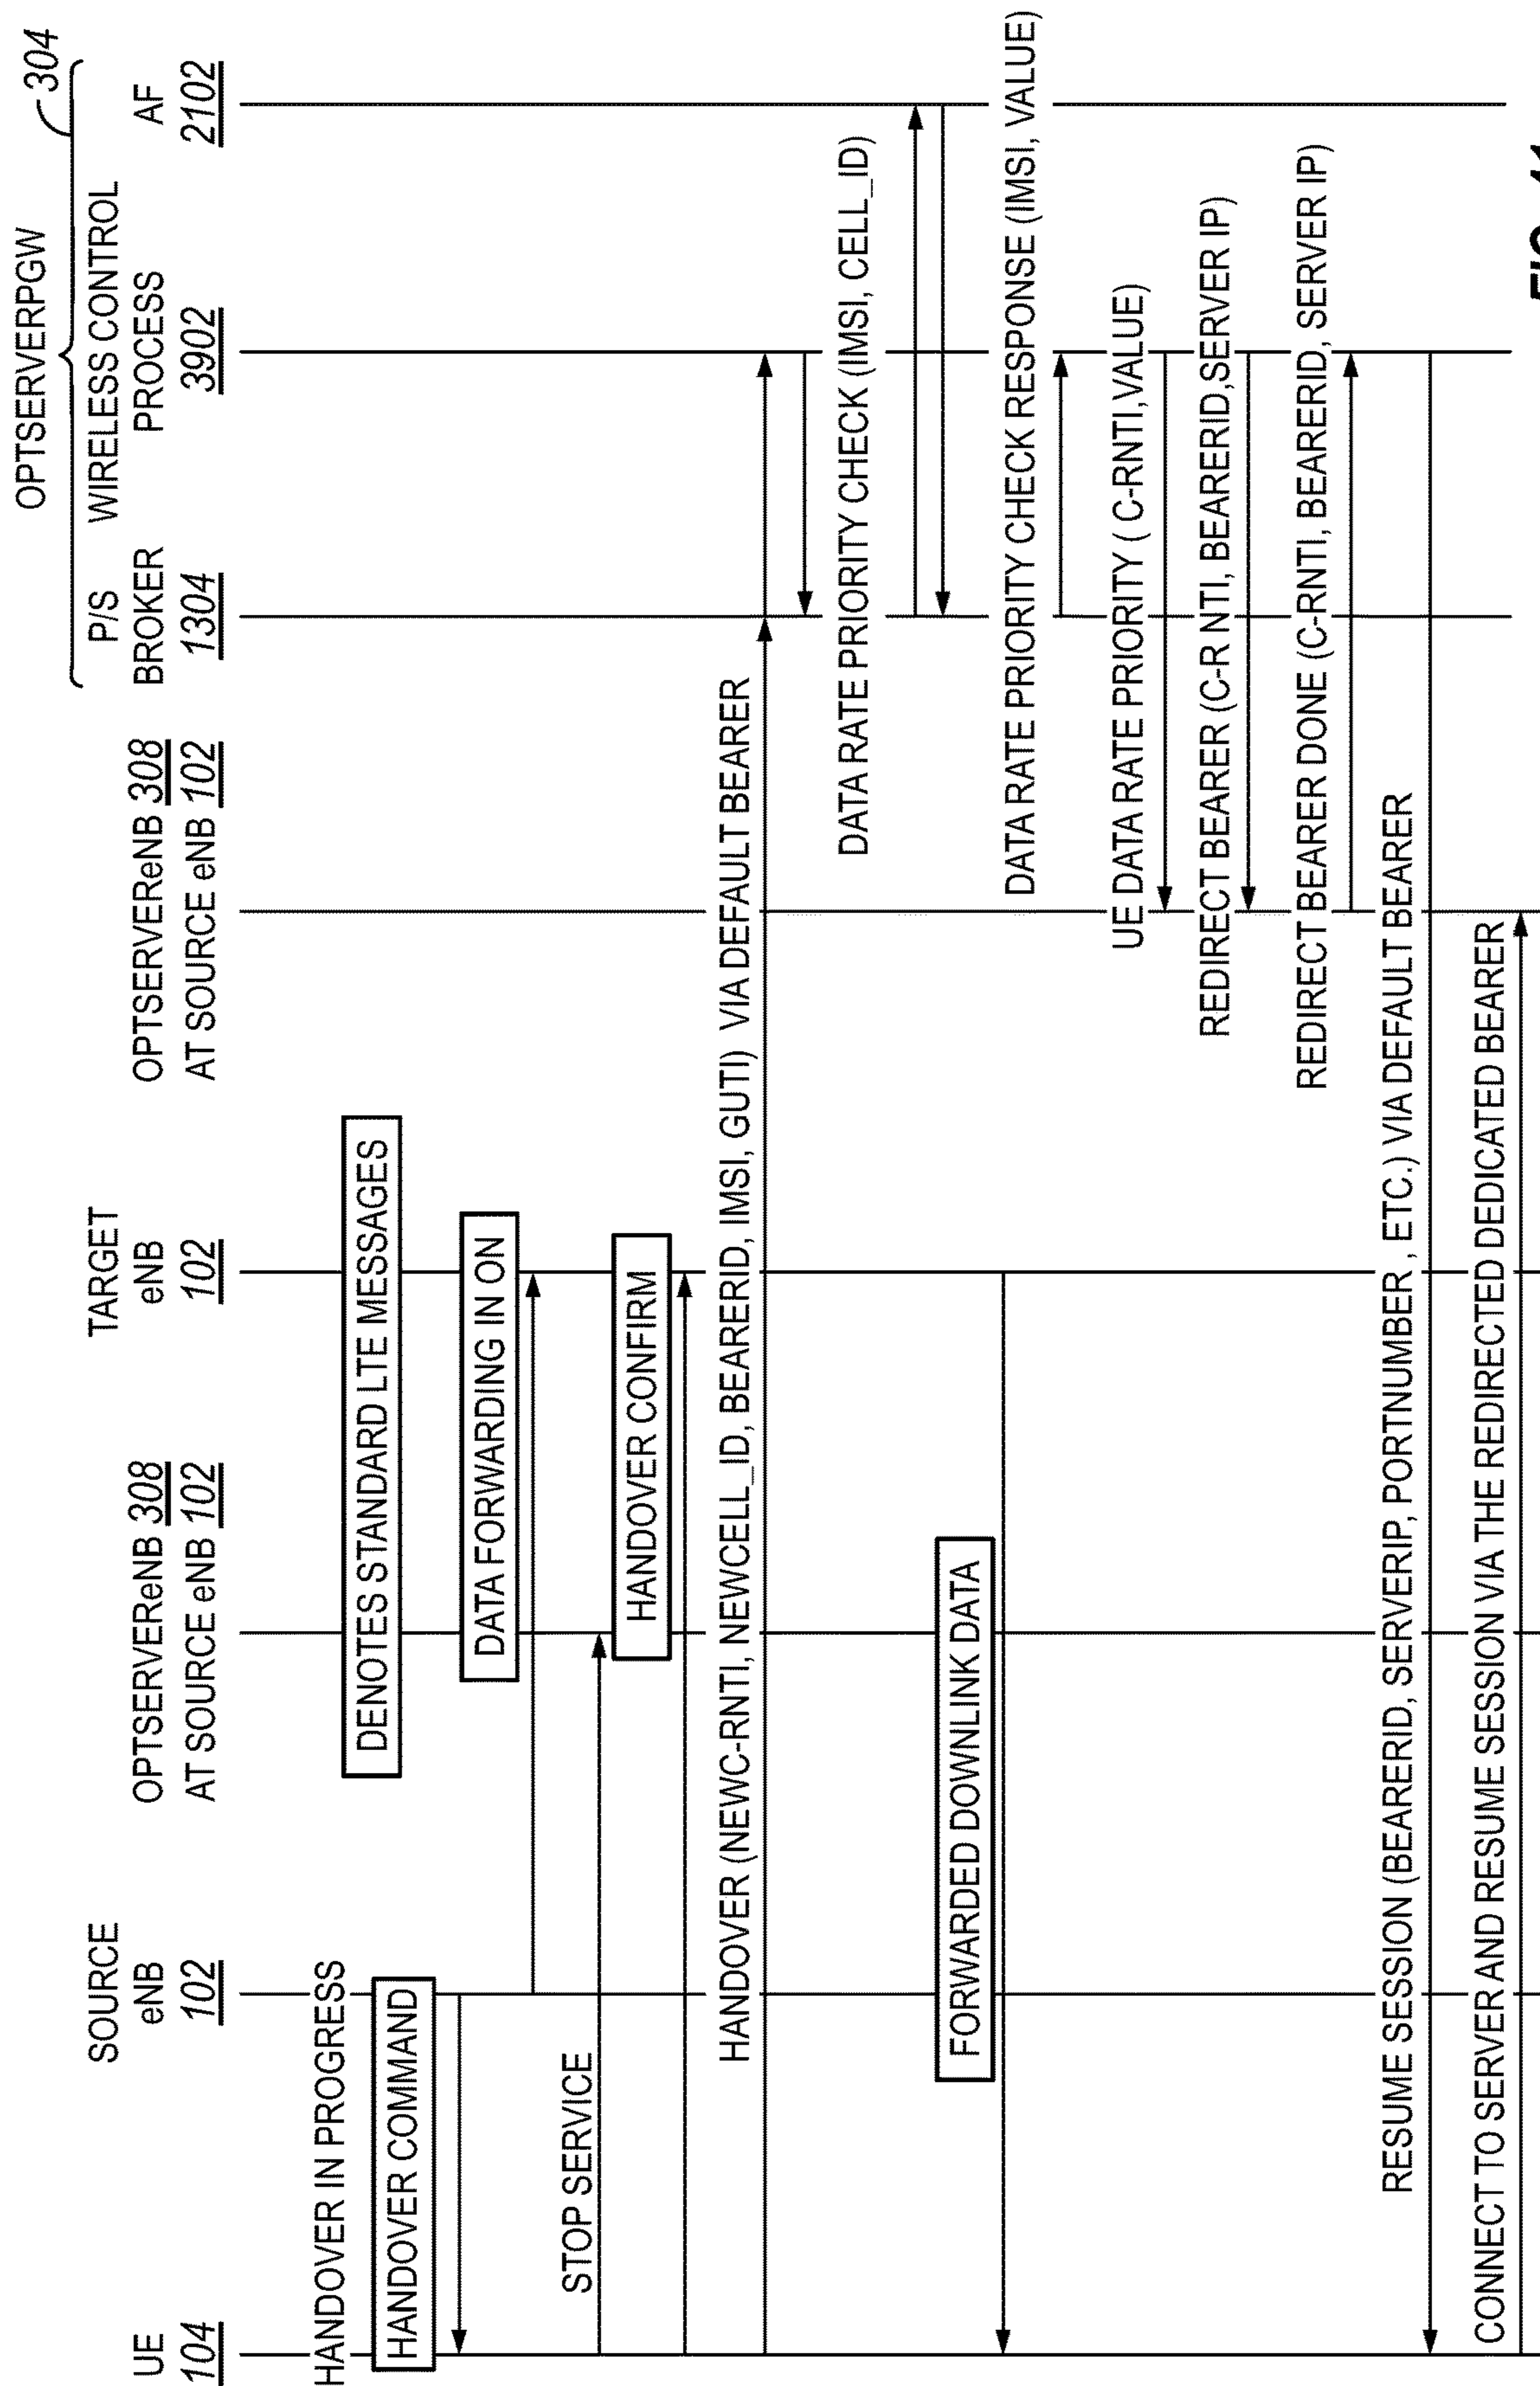 OPTSERVERPGW
304
UE
104
SOURCE
eNB
102
OPTSERVEReNB 308
AT SOURCE eNB 102
TARGET
eNB
102
OPTSERVEReNB 308
AT SOURCE eNB 102
P/S
BROKER
1304
WIRELESS CONTROL
PROCESS
3902
AF
2102
HANDOVER IN PROGRESS
DENOTES STANDARD LTE MESSAGES
HANDOVER COMMAND
DATA FORWARDING IN ON
STOP SERVICE
HANDOVER CONFIRM
HANDOVER (NEWC-RNTI, NEWCELL_ID, BEARERID, IMSI, GUTI) VIA DEFAULT BEARER
DATA RATE PRIORITY CHECK (IMSI, CELL_ID)
FORWARDED DOWNLINK DATA
DATA RATE PRIORITY CHECK RESPONSE (IMSI, VALUE)
UE DATA RATE PRIORITY ( C-RNTI,VALUE)
REDIRECT BEARER (C-R NTI, BEARERID,SERVER IP)
REDIRECT BEARER DONE (C-RNTI, BEARERID, SERVER IP)
RESUME SESSION (BEARERID, SERVERIP, PORTNUMBER , ETC.) VIA DEFAULT BEARER
CONNECT TO SERVER AND RESUME SESSION VIA THE REDIRECTED DEDICATED BEARER